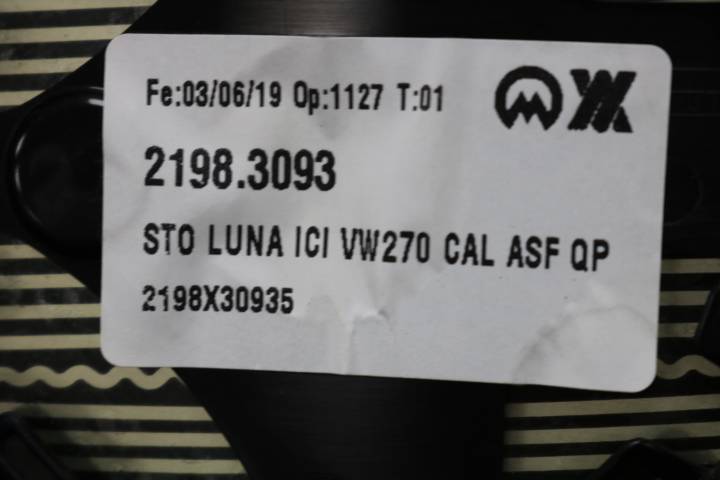 Fe:03/06/19 Op:1127 T:01
2198.3093
STO LUNA ICI VW270 CAL ASF QP
2198X30935